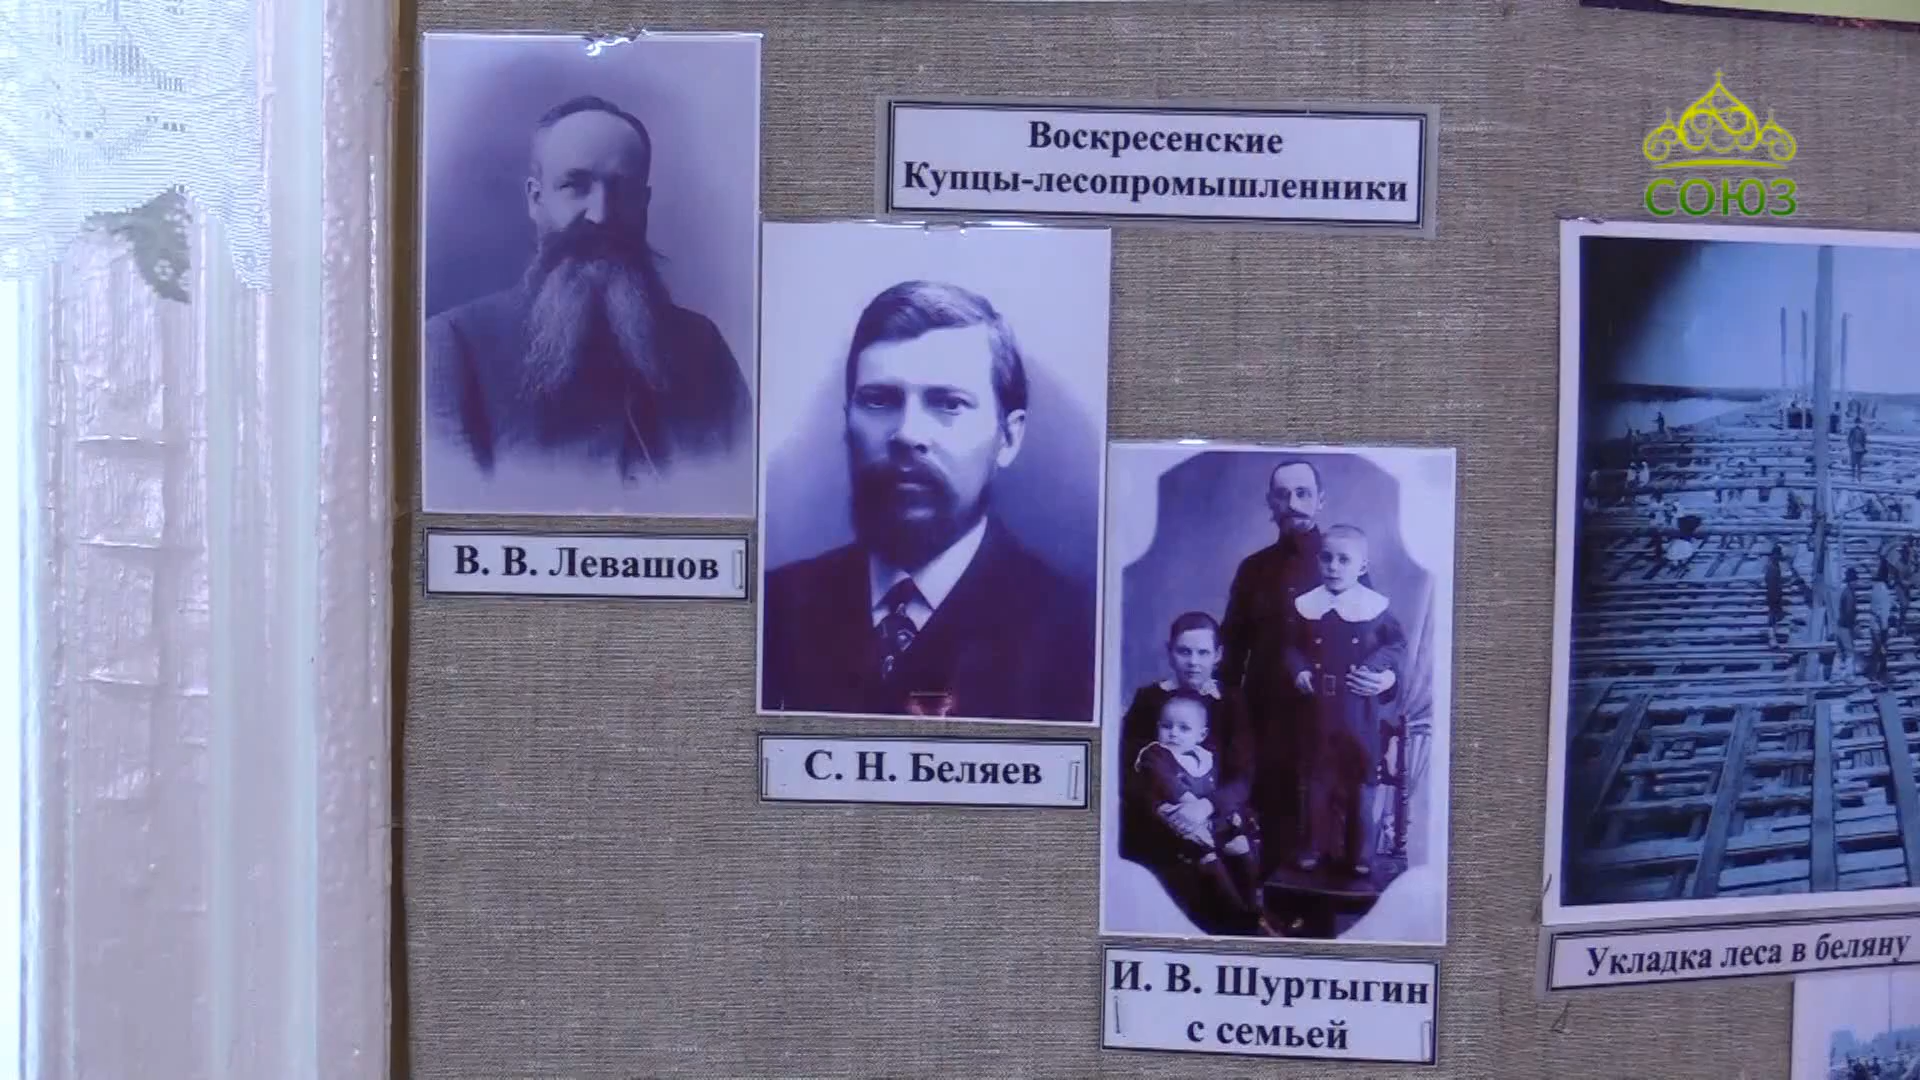 Воскресенские
Купцы-лесопромышленники
СОЮЗ
В. В. Левашов
С. Н. Беляев
И. В. Шуртыгин
с семьей
Укладка леса в беляну